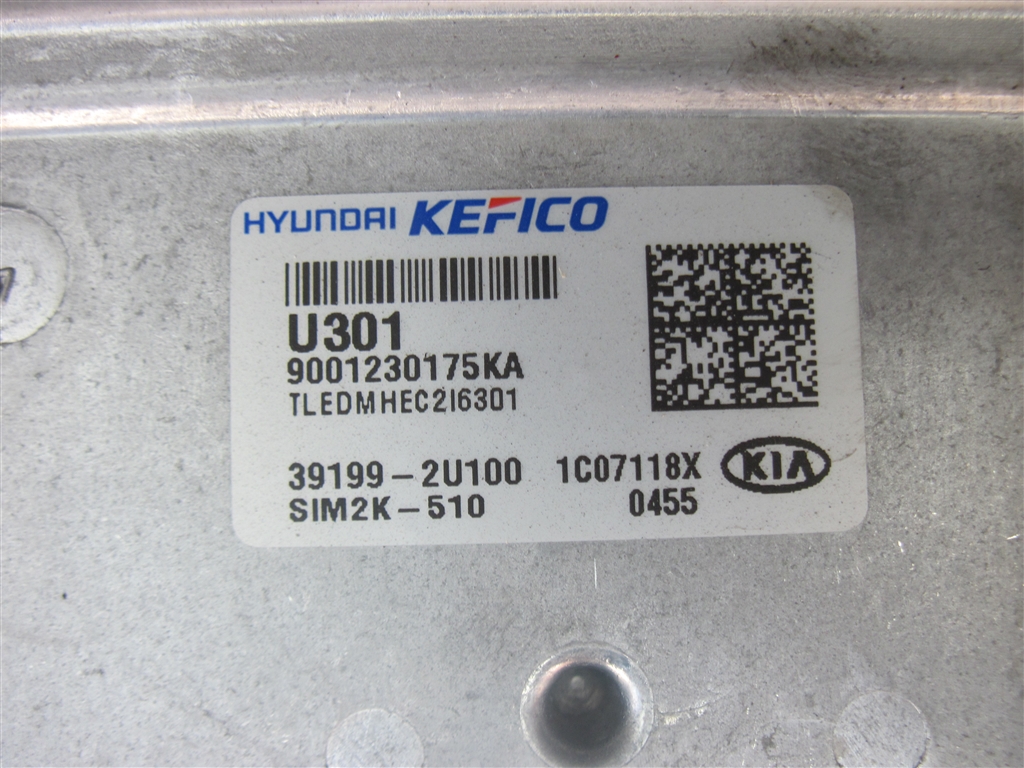 HYUNDAI KEFICO
U301
9001230175KA
TLEDMHEC2I6301
39199-2U100 1C07118X KIA
SIM2K-510 0455